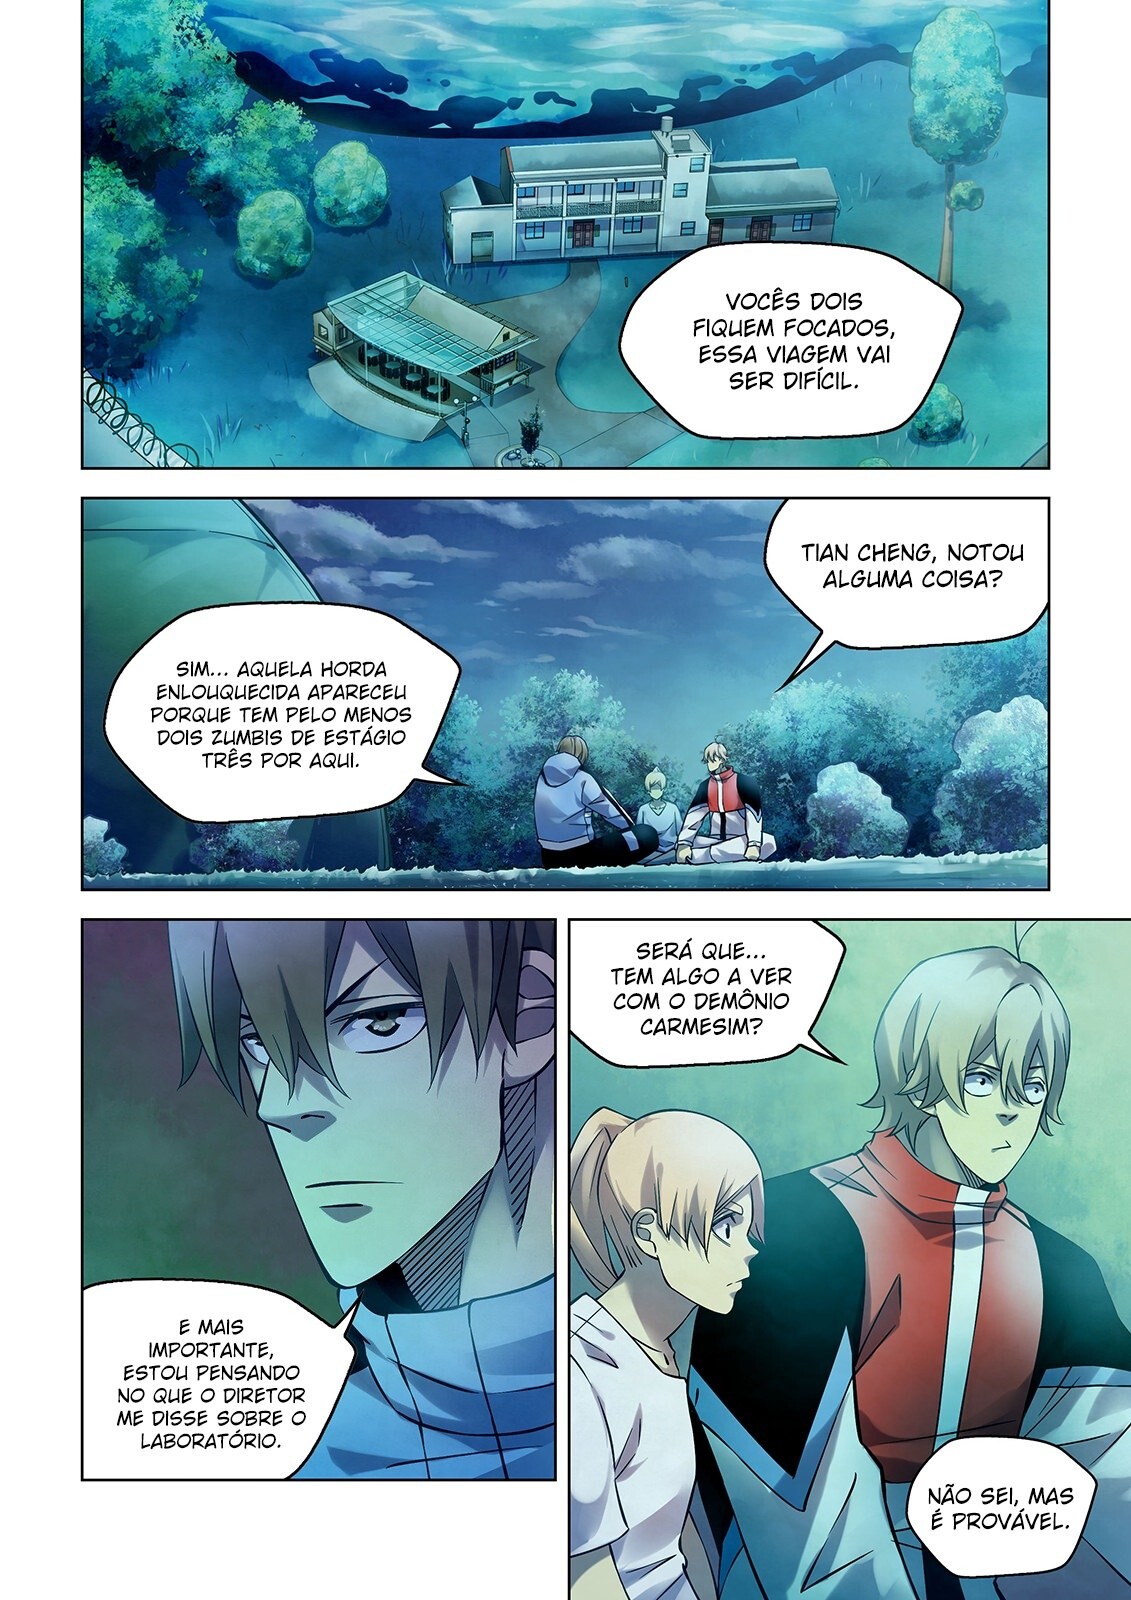 VOCÊS DOIS
FIQUEM FOCADOS,
ESSA VIAGEM VAI
SER DIFÍCIL.
TIAN CHENG, NOTOU
ALGUMA COISA?
SIM... AQUELA HORDA
ENLOUQUECIDA APARECEU
PORQUE TEM PELO MENOS
DOIS ZUMBIS DE ESTÁGIO
TRÊS POR AQUI.
E MAIS
IMPORTANTE,
ESTOU PENSANDO
NO QUE O DIRETOR
ME DISSE SOBRE O
LABORATÓRIO.
SERÁ QUE...
TEM ALGO A VER
COM O DEMÔNIO
CARMESIM?
NÃO SEI, MAS
É PROVÁVEL.